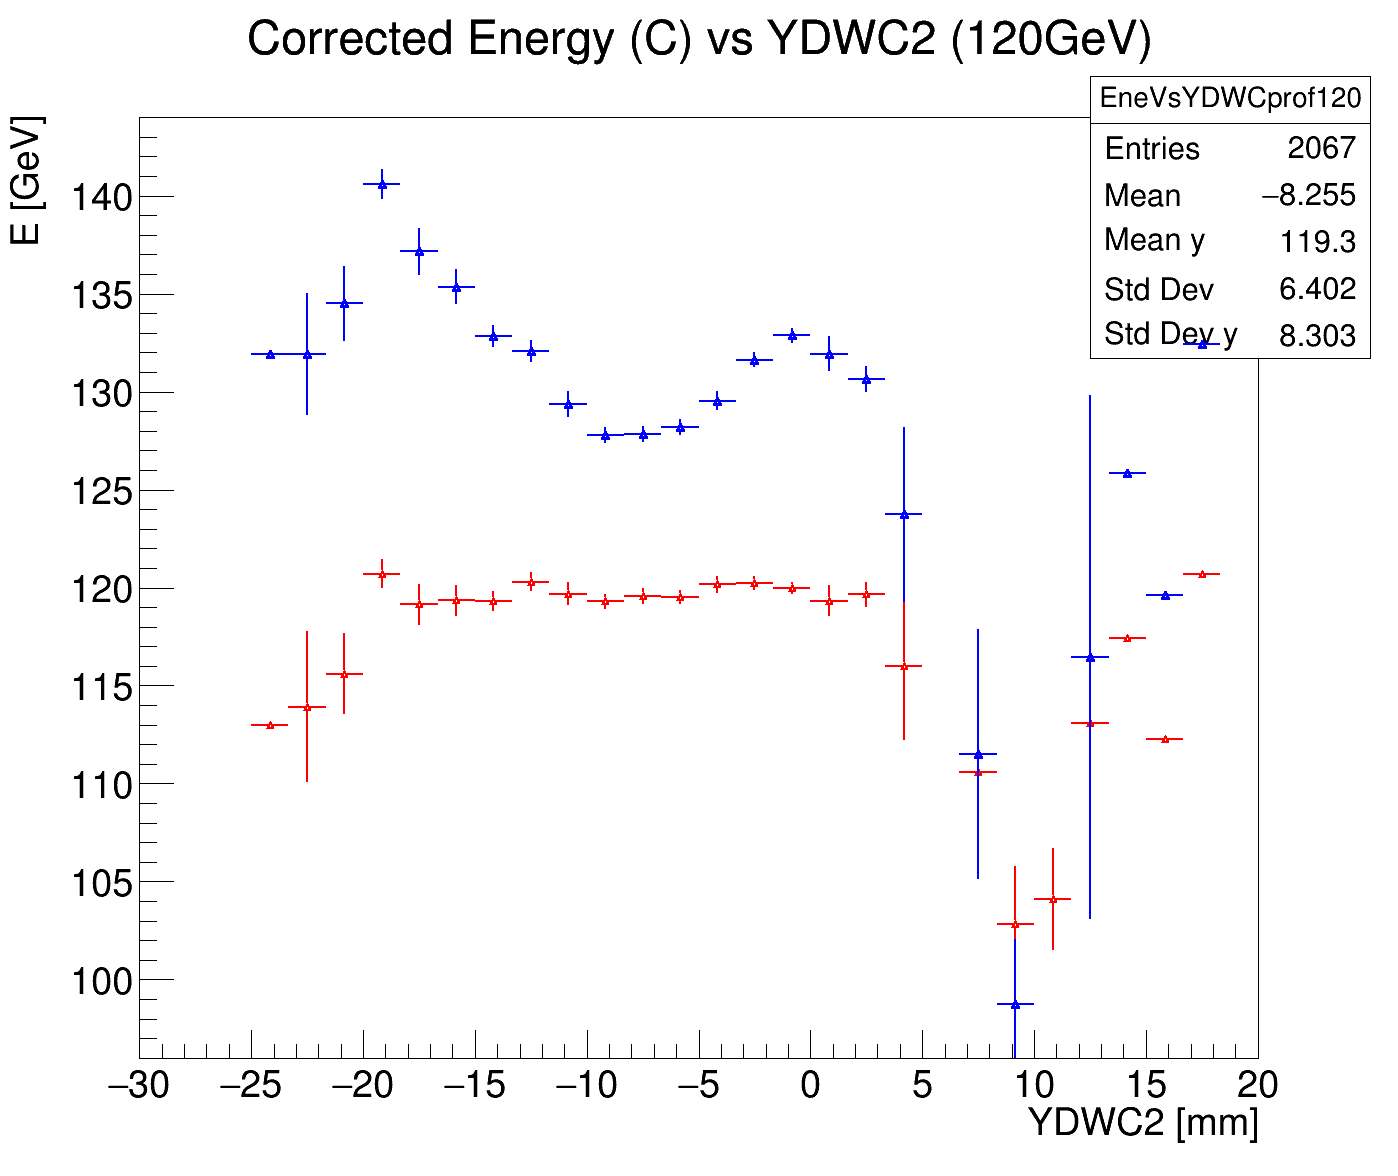 Corrected Energy (C) vs YDWC2 (120GeV)
EneVsYDWCprof120
Entries 2067
Mean −8.255
Mean y 119.3
Std Dev 6.402
Std Dev y 8.303
E [GeV]
140
135
130
125
120
115
110
105
100
−30 −25 −20 −15 −10 −5 0 5 10 15 20
YDWC2 [mm]